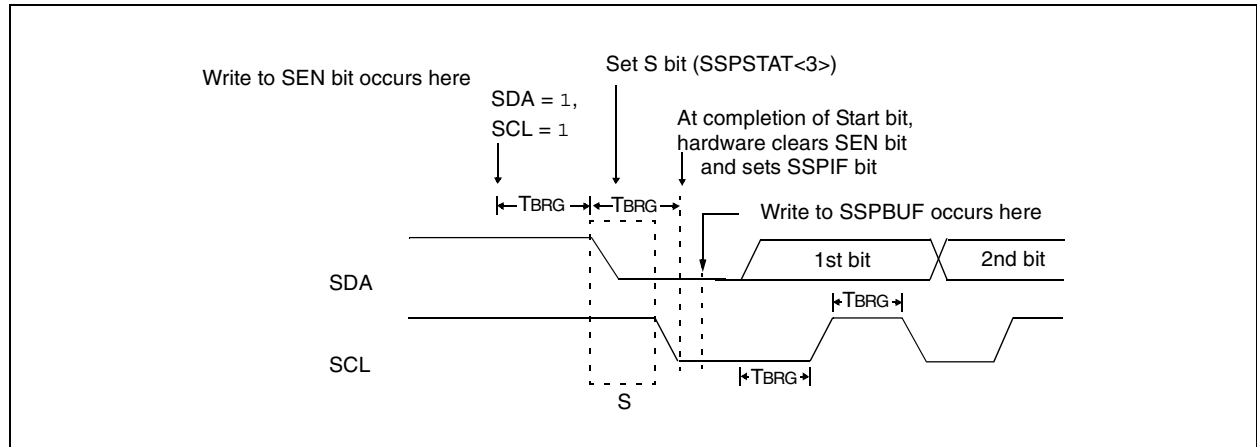 Write to SEN bit occurs here
SDA = 1,
SCL = 1
Set S bit (SSPSTAT<3>)
At completion of Start bit,
hardware clears SEN bit
and sets SSPIF bit
TBRG
TBRG
Write to SSPBUF occurs here
SDA
1st bit
2nd bit
TBRG
SCL
TBRG
S